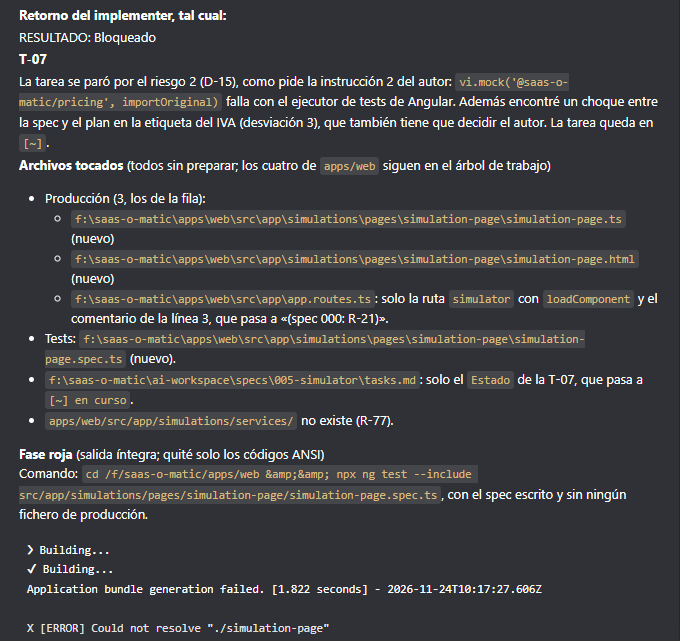 Retorno del implementer, tal cual:
RESULTADO: Bloqueado
T-07
La tarea se paró por el riesgo 2 (D-15), como pide la instrucción 2 del autor: vi.mock('@saas-o-
matic/pricing', importOriginal) falla con el ejecutor de tests de Angular. Además encontré un choque entre
la spec y el plan en la etiqueta del IVA (desviación 3), que también tiene que decidir el autor. La tarea queda en
[~].
Archivos tocados (todos sin preparar; los cuatro de apps/web siguen en el árbol de trabajo)
• Producción (3, los de la fila):
○ f:\saas-o-matic\apps\web\src\app\simulations\pages\simulation-page\simulation-page.ts
(nuevo)
○ f:\saas-o-matic\apps\web\src\app\simulations\pages\simulation-page\simulation-page.html
(nuevo)
○ f:\saas-o-matic\apps\web\src\app\app.routes.ts: solo la ruta simulator con loadComponent y el
comentario de la línea 3, que pasa a «(spec 000: R-21)».
• Tests: f:\saas-o-matic\apps\web\src\app\simulations\pages\simulation-page\simulation-
page.spec.ts (nuevo).
• f:\saas-o-matic\ai-workspace\specs\005-simulator\tasks.md: solo el Estado de la T-07, que pasa a
[~] en curso.
• apps/web/src/app/simulations/services/ no existe (R-77).
Fase roja (salida íntegra; quité solo los códigos ANSI)
Comando: cd /f/saas-o-matic/apps/web &amp;&amp; npx ng test --include
src/app/simulations/pages/simulation-page/simulation-page.spec.ts, con el spec escrito y sin ningún
fichero de producción.
❯ Building...
✔ Building...
Application bundle generation failed. [1.822 seconds] - 2026-11-24T10:17:27.606Z
X [ERROR] Could not resolve "./simulation-page"